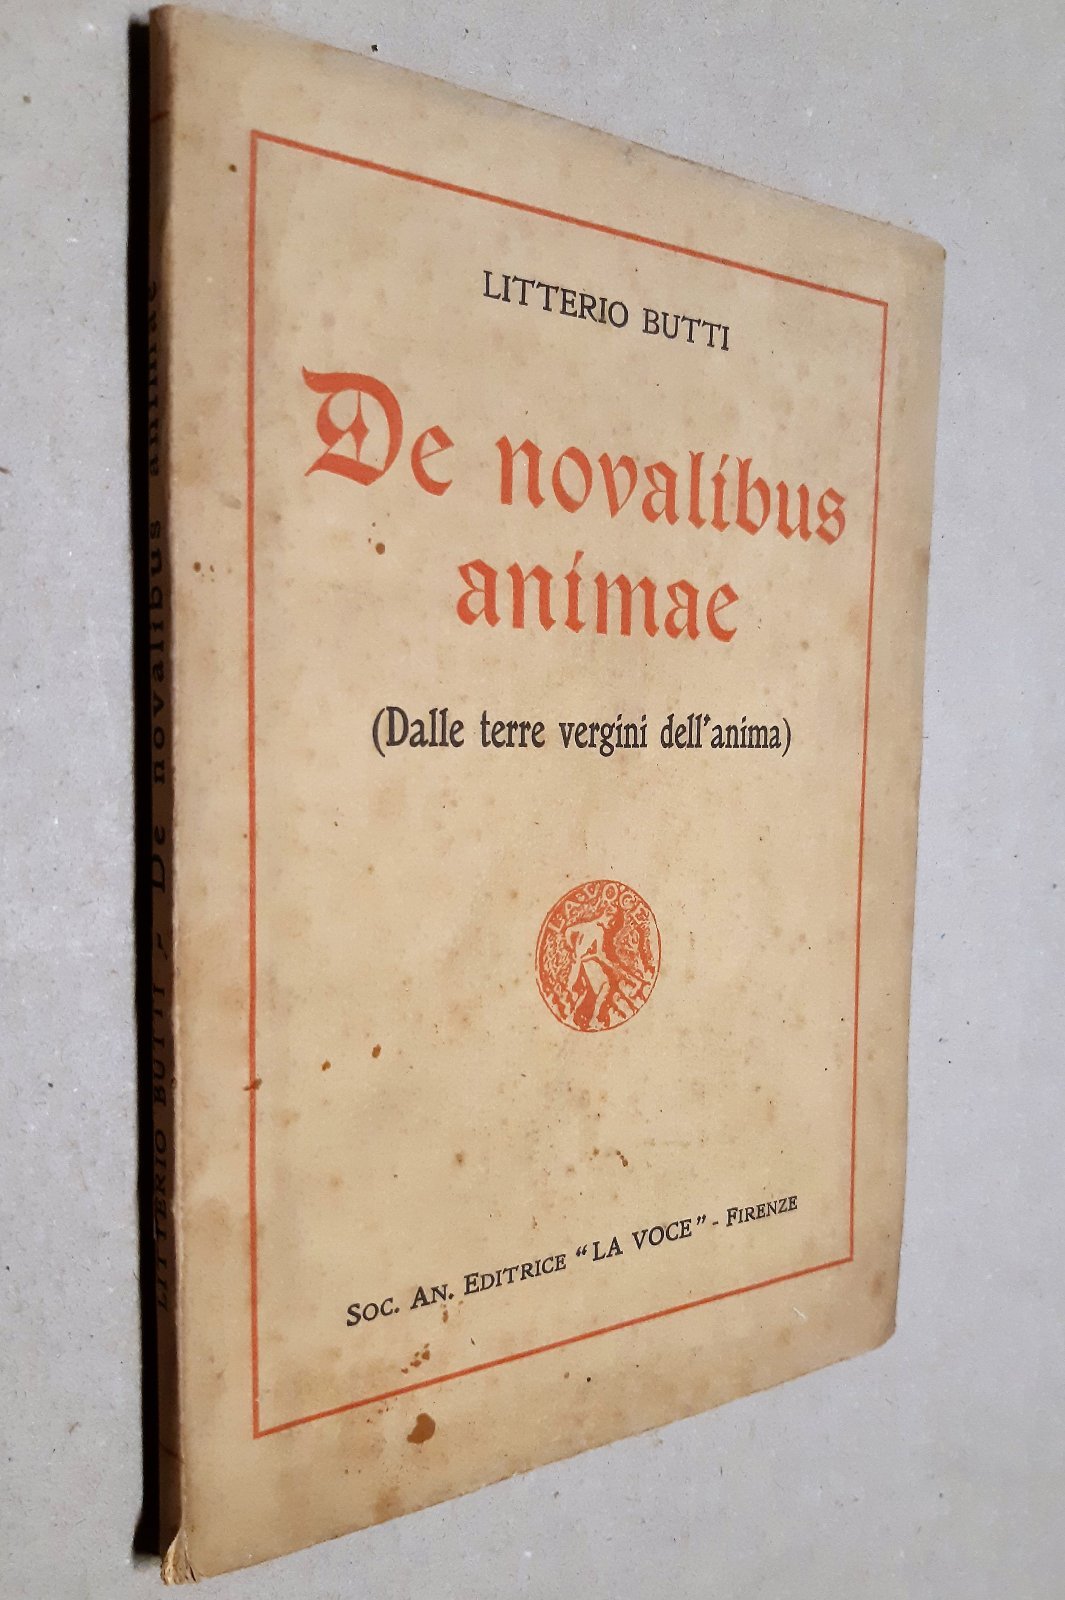 LITTERIO BUTTI
De novalibus
animae
(Dalle terre vergini dell'anima)
LA VOCE
SOC. AN. EDITRICE "LA VOCE" - FIRENZE
LITTERIO BUTTI - De novalibus animae